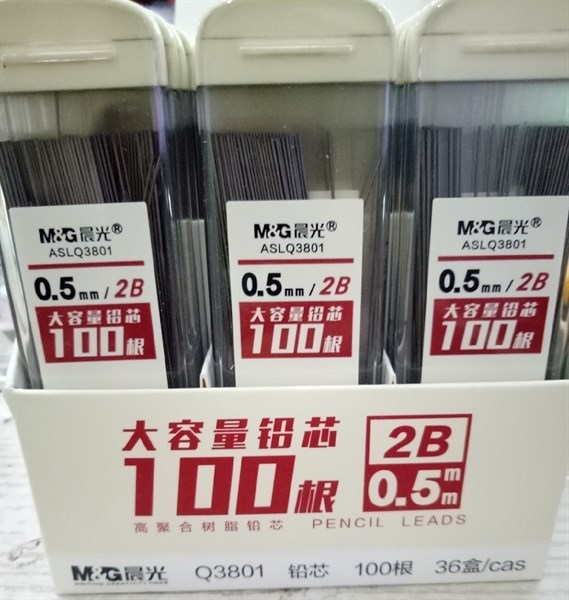 M&G晨光®
ASLQ3801
0.5mm/2B
大容量铅芯
100根
M&G晨光®
ASLQ3801
0.5mm/2B
大容量铅芯
100根
M&G晨光®
ASLQ3801
0.5mm/2B
大容量铅芯
100根
大容量铅芯
100根
高聚合树脂铅芯 PENCIL LEADS
2B
0.5mm
M&G晨光 Q3801 铅芯 100根 36盒/cas